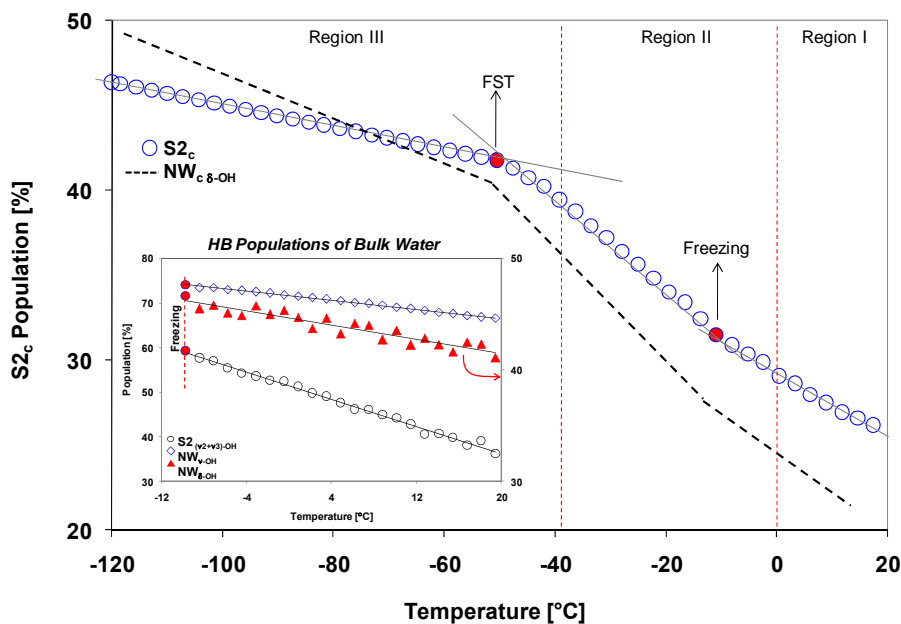 50
Region III
Region II
Region I
FST
S2c
NWc δ-OH
40
Freezing
HB Populations of Bulk Water
80
50
70
Freezing
60
40
50
40
S2(ν2+ν3)-OH
NWν-OH
NWδ-OH
30
30
-12
-4
4
12
20
Population [%]
Temperature [ºC]
30
20
S2c Population [%]
-120
-100
-80
-60
-40
-20
0
20
Temperature [°C]